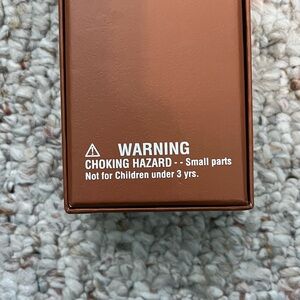 ⚠ WARNING
CHOKING HAZARD - - Small parts
Not for Children under 3 yrs.